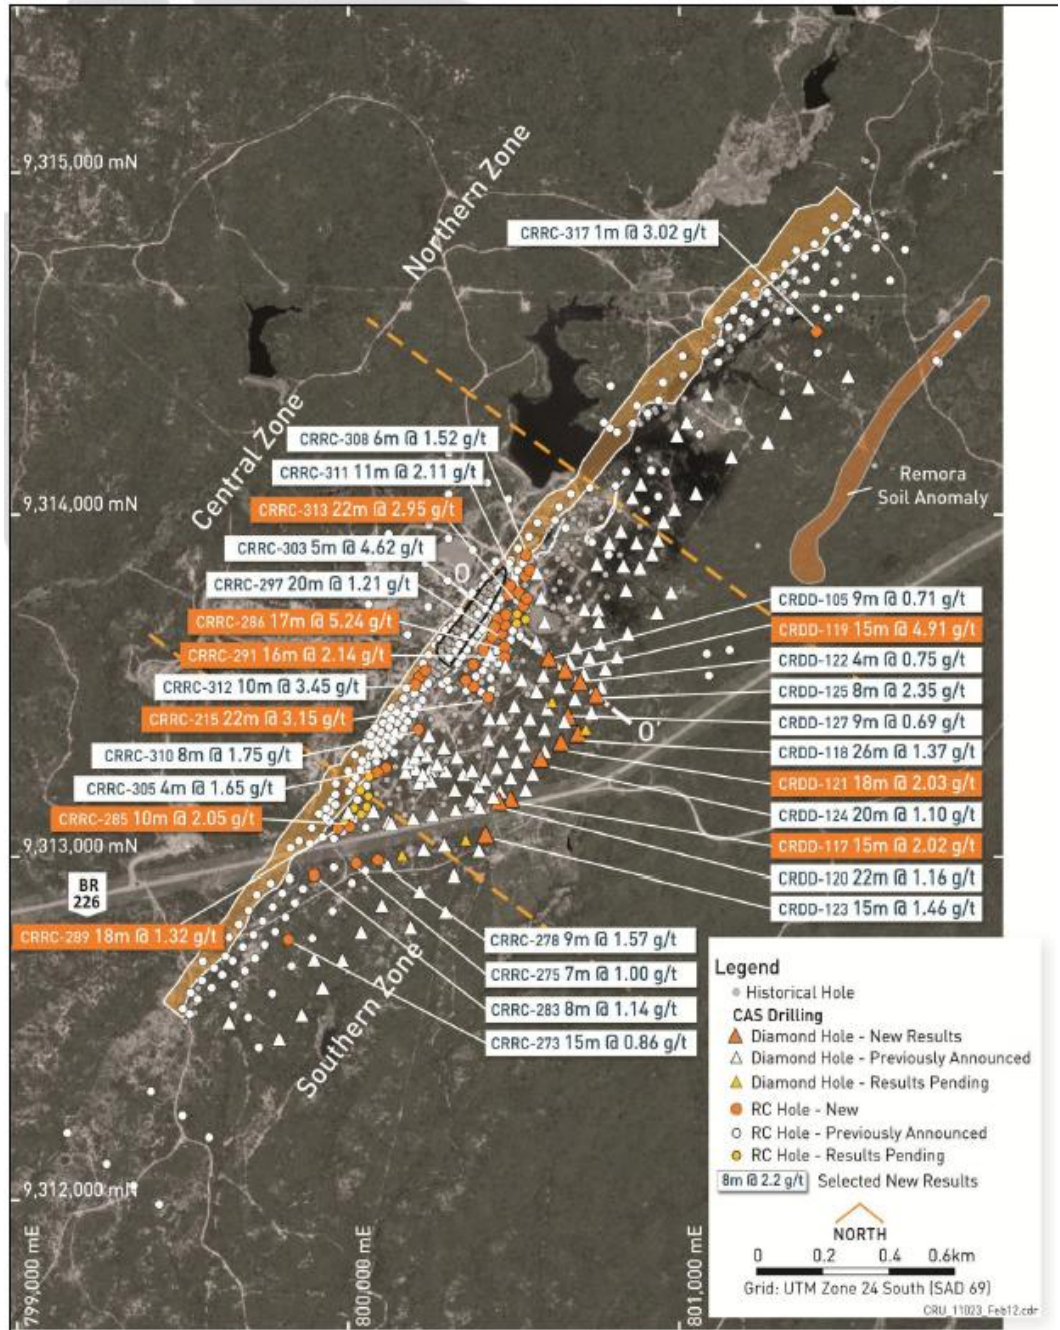 9,315,000 mN
Northern Zone
CRRC-317 1m @ 3.02 g/t
Central Zone
CRRC-308 6m @ 1.52 g/t
CRRC-311 11m @ 2.11 g/t
CRRC-313 22m @ 2.95 g/t
CRRC-303 5m @ 4.62 g/t
CRRC-297 20m @ 1.21 g/t
CRRC-286 17m @ 5.24 g/t
CRRC-291 16m @ 2.14 g/t
CRRC-312 10m @ 3.45 g/t
CRRC-215 22m @ 3.15 g/t
CRRC-310 8m @ 1.75 g/t
CRRC-305 4m @ 1.65 g/t
CRRC-285 10m @ 2.05 g/t
CRRC-289 18m @ 1.32 g/t
9,314,000 mN
Remora
Soil Anomaly
O
O'
CRDD-105 9m @ 0.71 g/t
CRDD-119 15m @ 4.91 g/t
CRDD-122 4m @ 0.75 g/t
CRDD-125 8m @ 2.35 g/t
CRDD-127 9m @ 0.69 g/t
CRDD-118 26m @ 1.37 g/t
CRDD-121 18m @ 2.03 g/t
CRDD-124 20m @ 1.10 g/t
CRDD-117 15m @ 2.02 g/t
CRDD-120 22m @ 1.16 g/t
CRDD-123 15m @ 1.46 g/t
9,313,000 mN
BR
226
CRRC-278 9m @ 1.57 g/t
CRRC-275 7m @ 1.00 g/t
CRRC-283 8m @ 1.14 g/t
CRRC-273 15m @ 0.86 g/t
Southern Zone
9,312,000 mN
799,000 mE
800,000 mE
801,000 mE
Legend
Historical Hole
CAS Drilling
Diamond Hole - New Results
Diamond Hole - Previously Announced
Diamond Hole - Results Pending
RC Hole - New
RC Hole - Previously Announced
RC Hole - Results Pending
8m @ 2.2 g/t Selected New Results
NORTH
0 0.2 0.4 0.6km
Grid: UTM Zone 24 South (SAD 69)
CRU_11023_Feb12.cdr